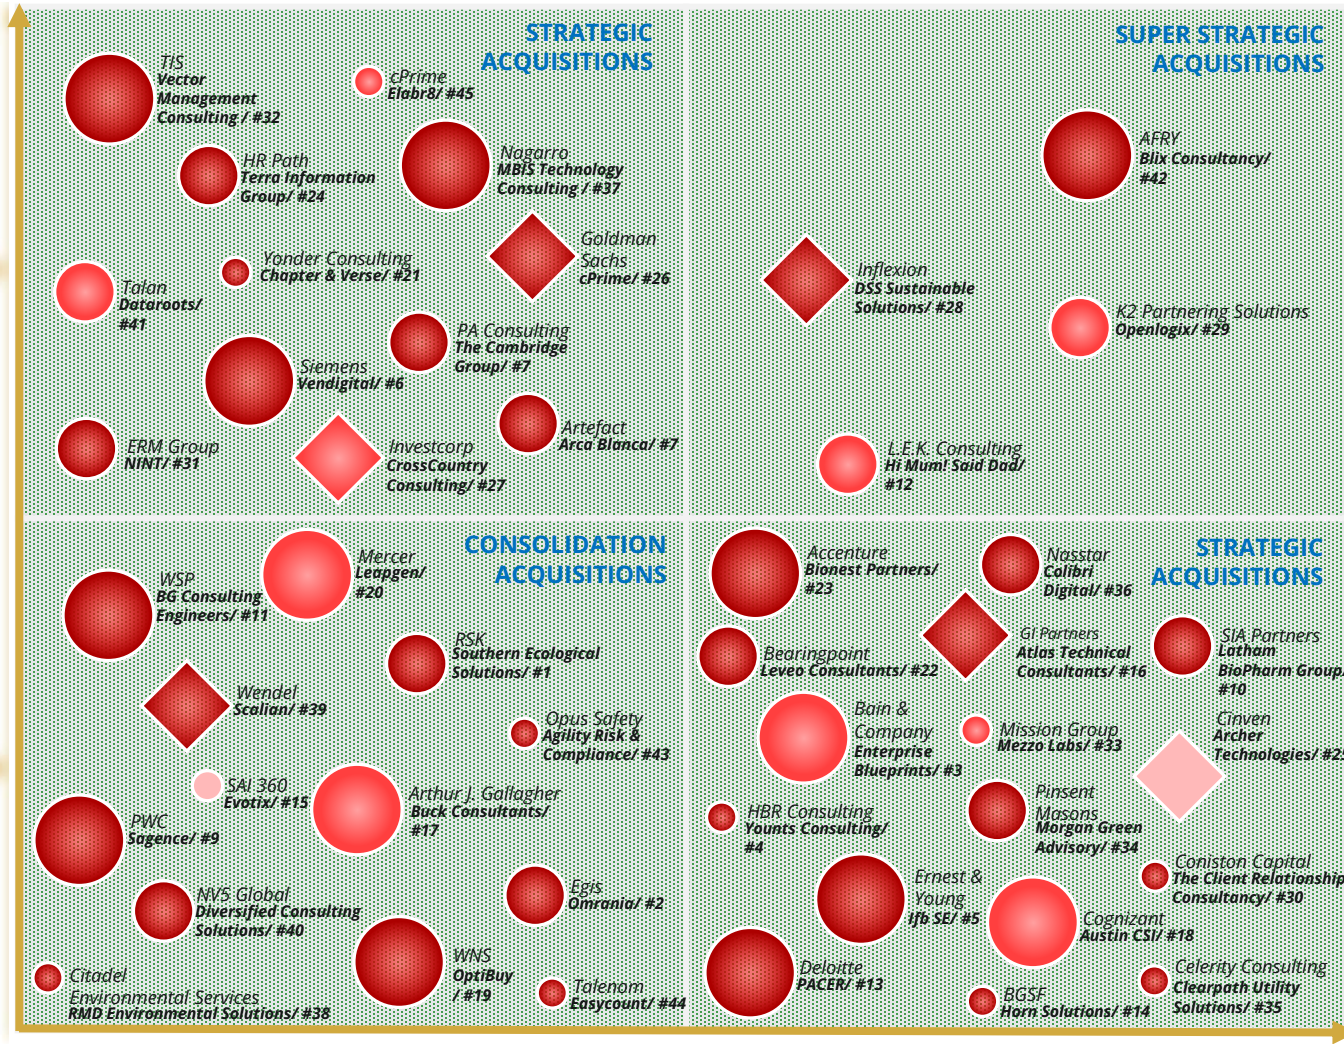 STRATEGIC
ACQUISITIONS
TIS
Vector
Management
Consulting / #32
cPrime
Elabr8/ #45
HR Path
Terra Information
Group/ #24
Nagarro
MBIS Technology
Consulting / #37
Yonder Consulting
Chapter & Verse/ #21
Goldman
Sachs
cPrime/ #26
Talan
Dataroots/
#41
PA Consulting
The Cambridge
Group/ #7
Siemens
Vendigital/ #6
Artefact
Arca Blanca/ #7
ERM Group
NINT/ #31
Investcorp
CrossCountry
Consulting/ #27
SUPER STRATEGIC
ACQUISITIONS
AFRY
Blix Consultancy/
#42
Inflexion
DSS Sustainable
Solutions/ #28
K2 Partnering Solutions
Openlogix/ #29
L.E.K. Consulting
Hi Mum! Said Dad/
#12
CONSOLIDATION
ACQUISITIONS
Mercer
Leapgen/
#20
WSP
BG Consulting
Engineers/ #11
RSK
Southern Ecological
Solutions/ #1
Wendel
Scalian/ #39
Opus Safety
Agility Risk &
Compliance/ #43
SAI 360
Evotix/ #15
Arthur J. Gallagher
Buck Consultants/
#17
PWC
Sagence/ #9
NV5 Global
Diversified Consulting
Solutions/ #40
Egis
Omrania/ #2
WNS
OptiBuy
/ #19
Citadel
Environmental Services
RMD Environmental Solutions/ #38
Talenom
Easycount/ #44
STRATEGIC
ACQUISITIONS
Accenture
Bionest Partners/
#23
Nasstar
Colibri
Digital/ #36
Bearingpoint
Leveo Consultants/ #22
GI Partners
Atlas Technical
Consultants/ #16
SIA Partners
Latham
BioPharm Group/
#10
Bain &
Company
Enterprise
Blueprints/ #3
Mission Group
Mezzo Labs/ #33
Cinven
Archer
Technologies/ #25
HBR Consulting
Younts Consulting/
#4
Pinsent
Masons
Morgan Green
Advisory/ #34
Coniston Capital
The Client Relationship
Consultancy/ #30
Ernest &
Young
Ifb SE/ #5
Cognizant
Austin CSI/ #18
Deloitte
PACER/ #13
BGSF
Horn Solutions/ #14
Celerity Consulting
Clearpath Utility
Solutions/ #35